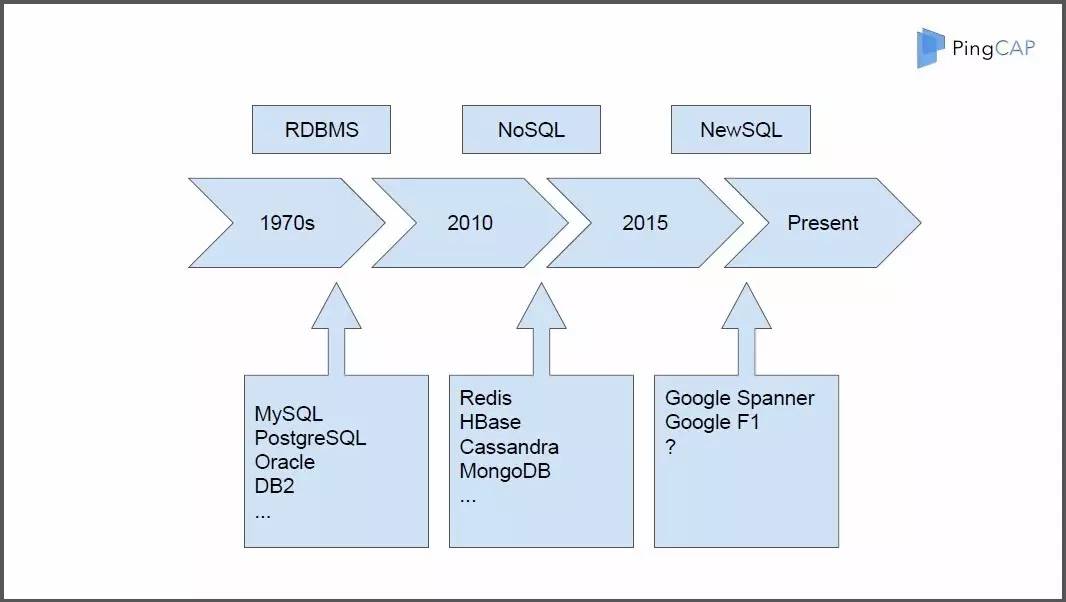 PingCAP
RDBMS
NoSQL
NewSQL
1970s
2010
2015
Present
MySQL
PostgreSQL
Oracle
DB2
...
Redis
HBase
Cassandra
MongoDB
...
Google Spanner
Google F1
?